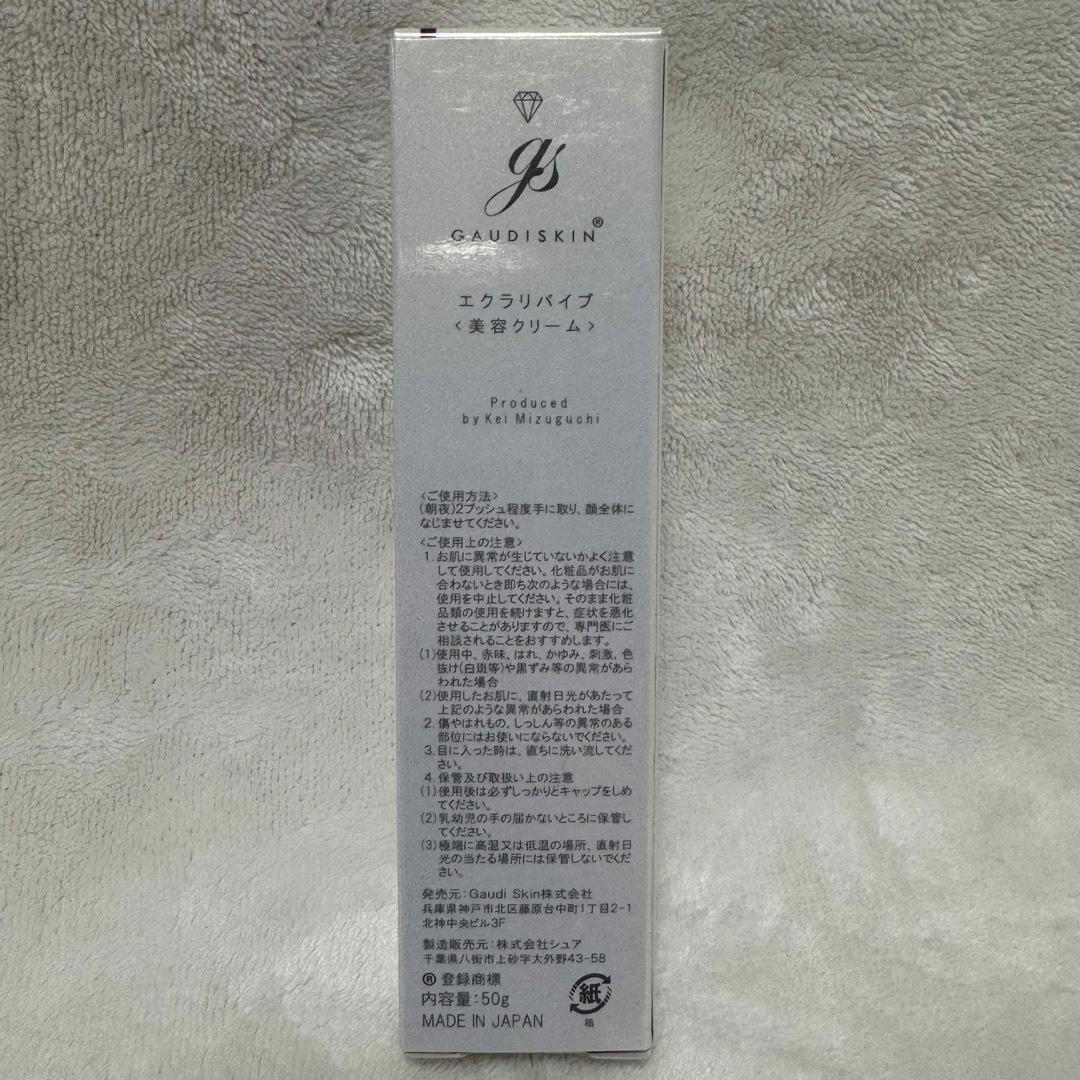 gs
GAUDISKIN®
エクラリバイブ
〈美容クリーム〉
Produced
by Kei Mizuguchi
〈ご使用方法〉
(朝夜)2プッシュ程度手に取り、顔全体に
なじませてください。
〈ご使用上の注意〉
1.お肌に異常が生じていないかよく注意
して使用してください。化粧品がお肌に
合わないとき即ち次のような場合には、
使用を中止してください。そのまま化粧
品類の使用を続けますと、症状を悪化
させることがありますので、専門医にご
相談されることをおすすめします。
(1)使用中、赤味、はれ、かゆみ、刺激、色
抜け(白斑等)や黒ずみ等の異常があら
われた場合
(2)使用したお肌に、直射日光があたって
上記のような異常があらわれた場合
2.傷やはれもの、しっしん等の異常のある
部位にはお使いにならないでください。
3.目に入った時は、直ちに洗い流してくだ
さい。
4.保管及び取扱い上の注意
(1)使用後は必ずしっかりとキャップをしめ
てください。
(2)乳幼児の手の届かないところに保管し
てください。
(3)極端に高温又は低温の場所、直射日
光の当たる場所には保管しないでくだ
さい。
発売元:Gaudi Skin株式会社
兵庫県神戸市北区藤原台中町1丁目2-1
北神中央ビル3F
製造販売元:株式会社シュア
千葉県八街市上砂字大外野43-58
®登録商標
内容量:50g
MADE IN JAPAN
紙
箱